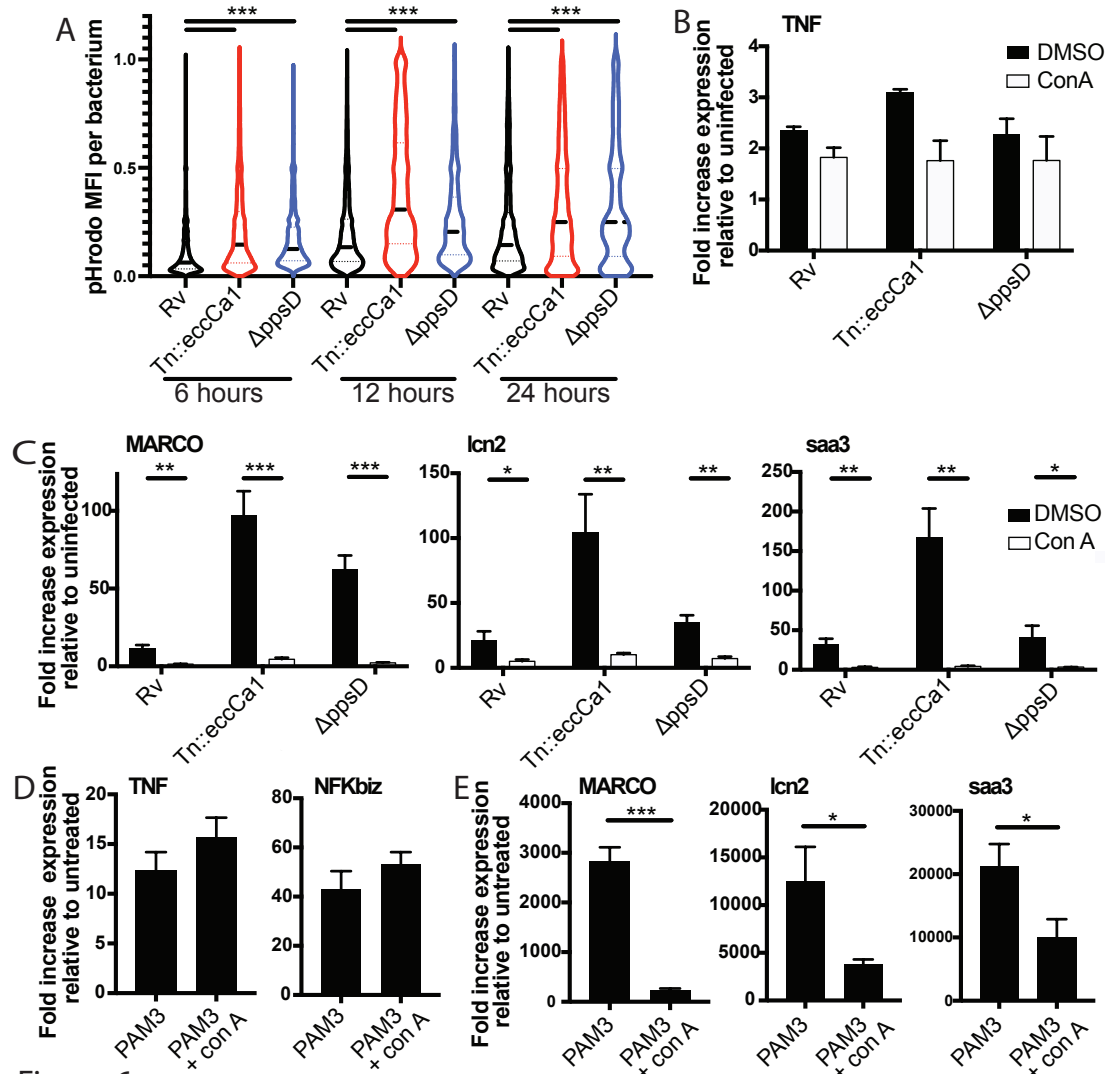 A
pHrodo MFI per bacterium
1.0
0.5
0.0
***
***
***
Rv
Tn::eccCa1
ΔppsD
Rv
Tn::eccCa1
ΔppsD
Rv
Tn::eccCa1
ΔppsD
6 hours
12 hours
24 hours
B
TNF
Fold increase expression
relative to uninfected
4
3
2
1
0
DMSO
ConA
Rv
Tn::eccCa1
ΔppsD
C
Fold increase expression
relative to uninfected
MARCO
100
50
0
**
***
***
Rv
Tn::eccCa1
ΔppsD
lcn2
150
100
50
0
*
**
**
Rv
Tn::eccCa1
ΔppsD
saa3
250
200
150
100
50
0
**
**
*
DMSO
Con A
Rv
Tn::eccCa1
ΔppsD
D
Fold increase expression
relative to untreated
TNF
20
15
10
5
0
PAM3
PAM3
+ con A
NFKbiz
80
60
40
20
0
PAM3
PAM3
+ con A
E
Fold increase expression
relative to untreated
MARCO
4000
3000
2000
1000
0
***
PAM3
PAM3
+ con A
lcn2
20000
15000
10000
5000
0
*
PAM3
PAM3
+ con A
saa3
30000
20000
10000
0
*
PAM3
PAM3
+ con A